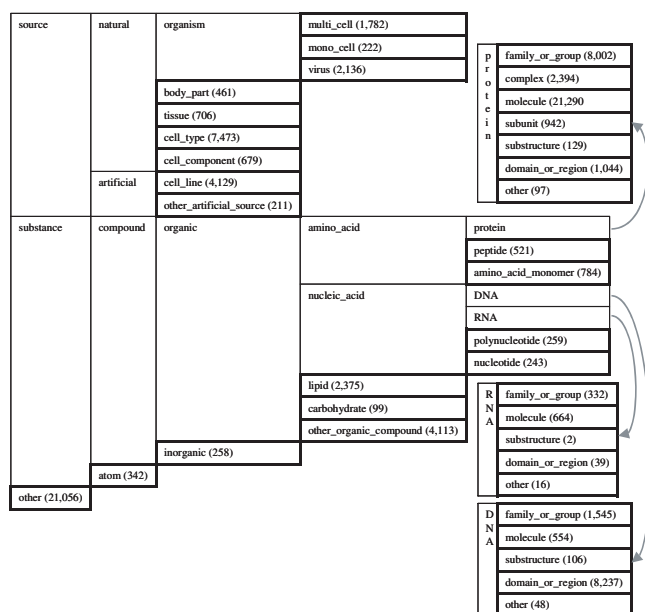 source natural organism multi_cell (1,782)
mono_cell (222)
virus (2,136)
body_part (461)
tissue (706)
cell_type (7,473)
cell_component (679)
artificial cell_line (4,129)
other_artificial_source (211)
substance compound organic amino_acid protein
peptide (521)
amino_acid_monomer (784)
nucleic_acid DNA
RNA
polynucleotide (259)
nucleotide (243)
lipid (2,375)
carbohydrate (99)
other_organic_compound (4,113)
inorganic (258)
atom (342)
other (21,056)
protein
family_or_group (8,002)
complex (2,394)
molecule (21,290
subunit (942)
substructure (129)
domain_or_region (1,044)
other (97)
RNA
family_or_group (332)
molecule (664)
substructure (2)
domain_or_region (39)
other (16)
DNA
family_or_group (1,545)
molecule (554)
substructure (106)
domain_or_region (8,237)
other (48)